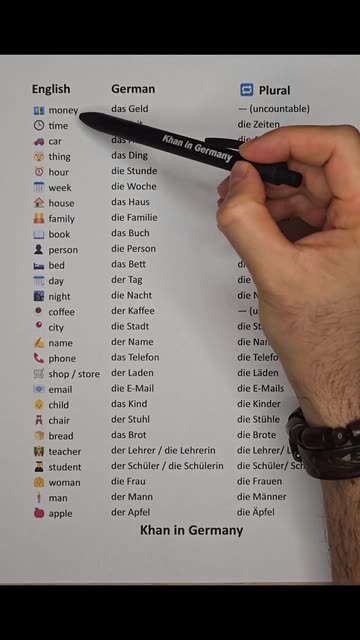 English German Plural
money das Geld — (uncountable)
time die Zeiten
car
thing das Ding
hour die Stunde
week die Woche
house das Haus
family die Familie
book das Buch
person die Person
bed das Bett
day der Tag
night die Nacht
coffee der Kaffee
city die Stadt
name der Name
phone das Telefon
shop / store der Laden die Läden
email die E-Mail die E-Mails
child das Kind die Kinder
chair der Stuhl die Stühle
bread das Brot die Brote
teacher der Lehrer / die Lehrerin die Lehrer/
student der Schüler / die Schülerin die Schüler/
woman die Frau die Frauen
man der Mann die Männer
apple der Apfel die Äpfel
Khan in Germany
Khan in Germany